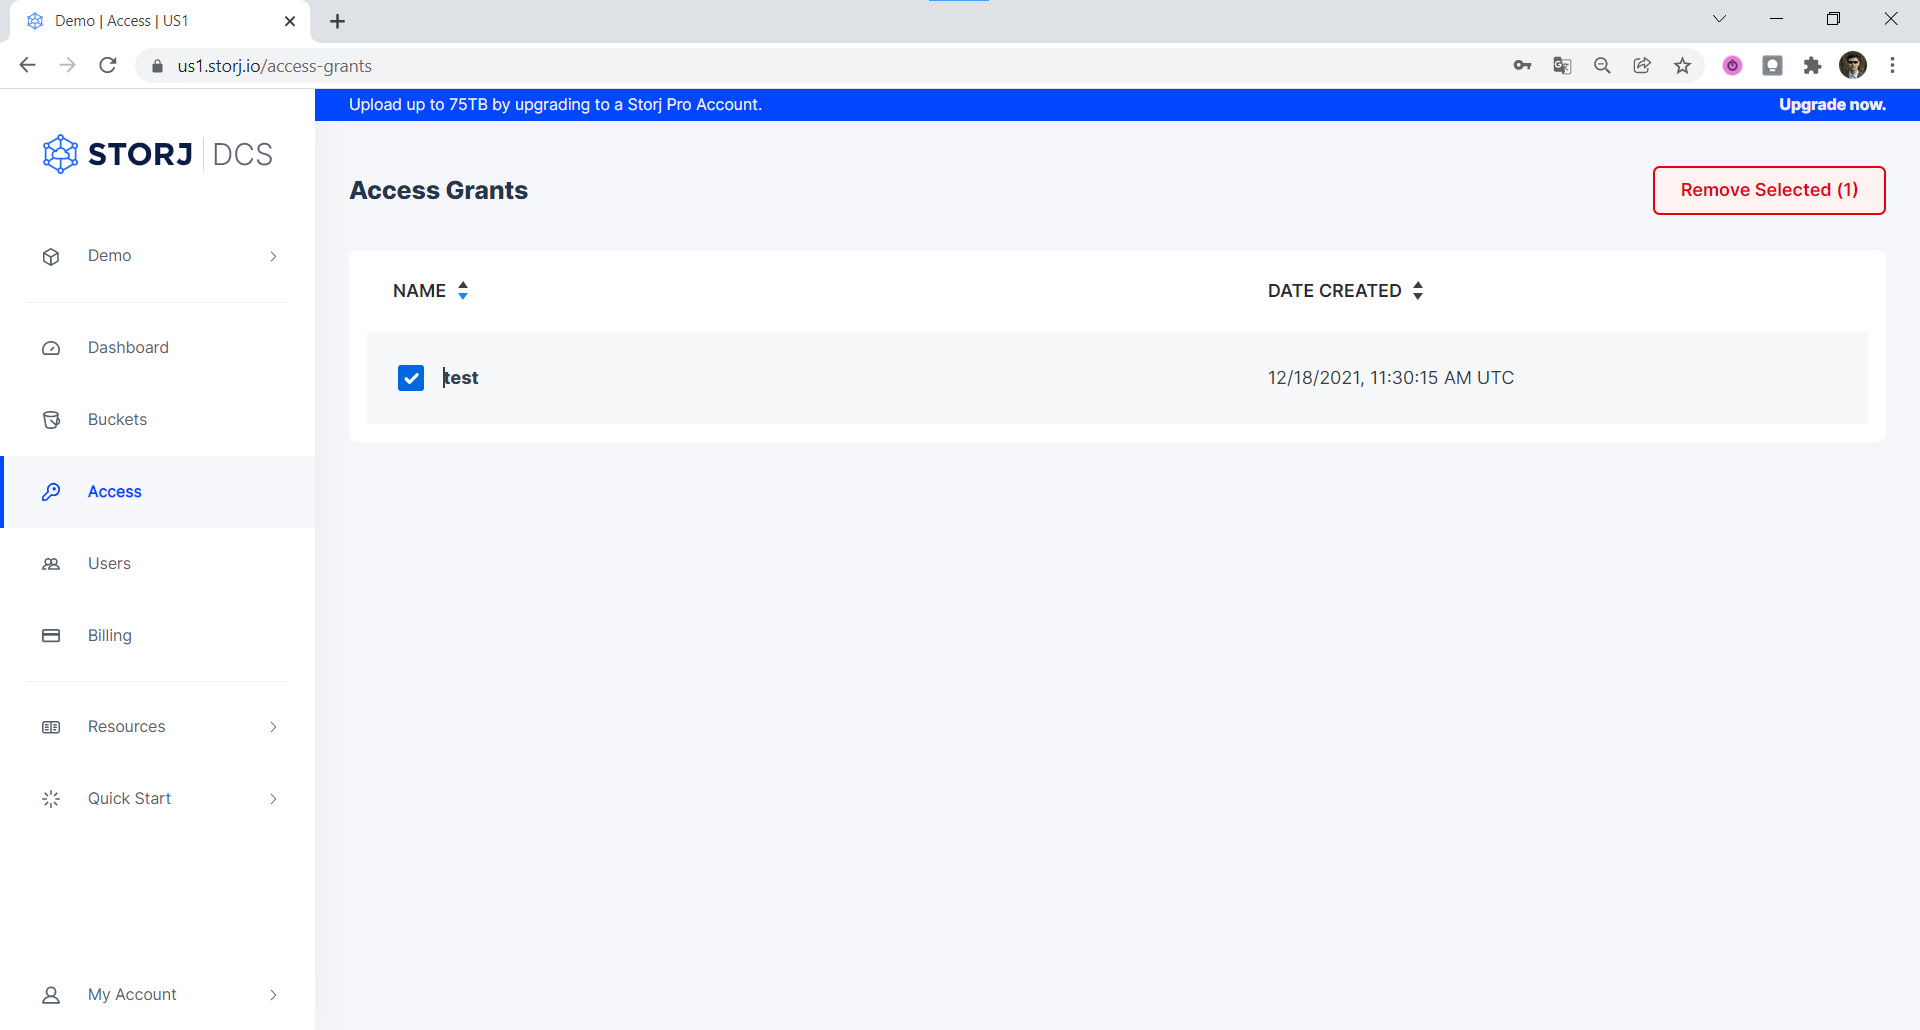 Demo | Access | US1
us1.storj.io/access-grants
Upload up to 75TB by upgrading to a Storj Pro Account.
Upgrade now.
STORJ DCS
Access Grants
Remove Selected (1)
Demo
NAME
DATE CREATED
Dashboard
test
12/18/2021, 11:30:15 AM UTC
Buckets
Access
Users
Billing
Resources
Quick Start
My Account